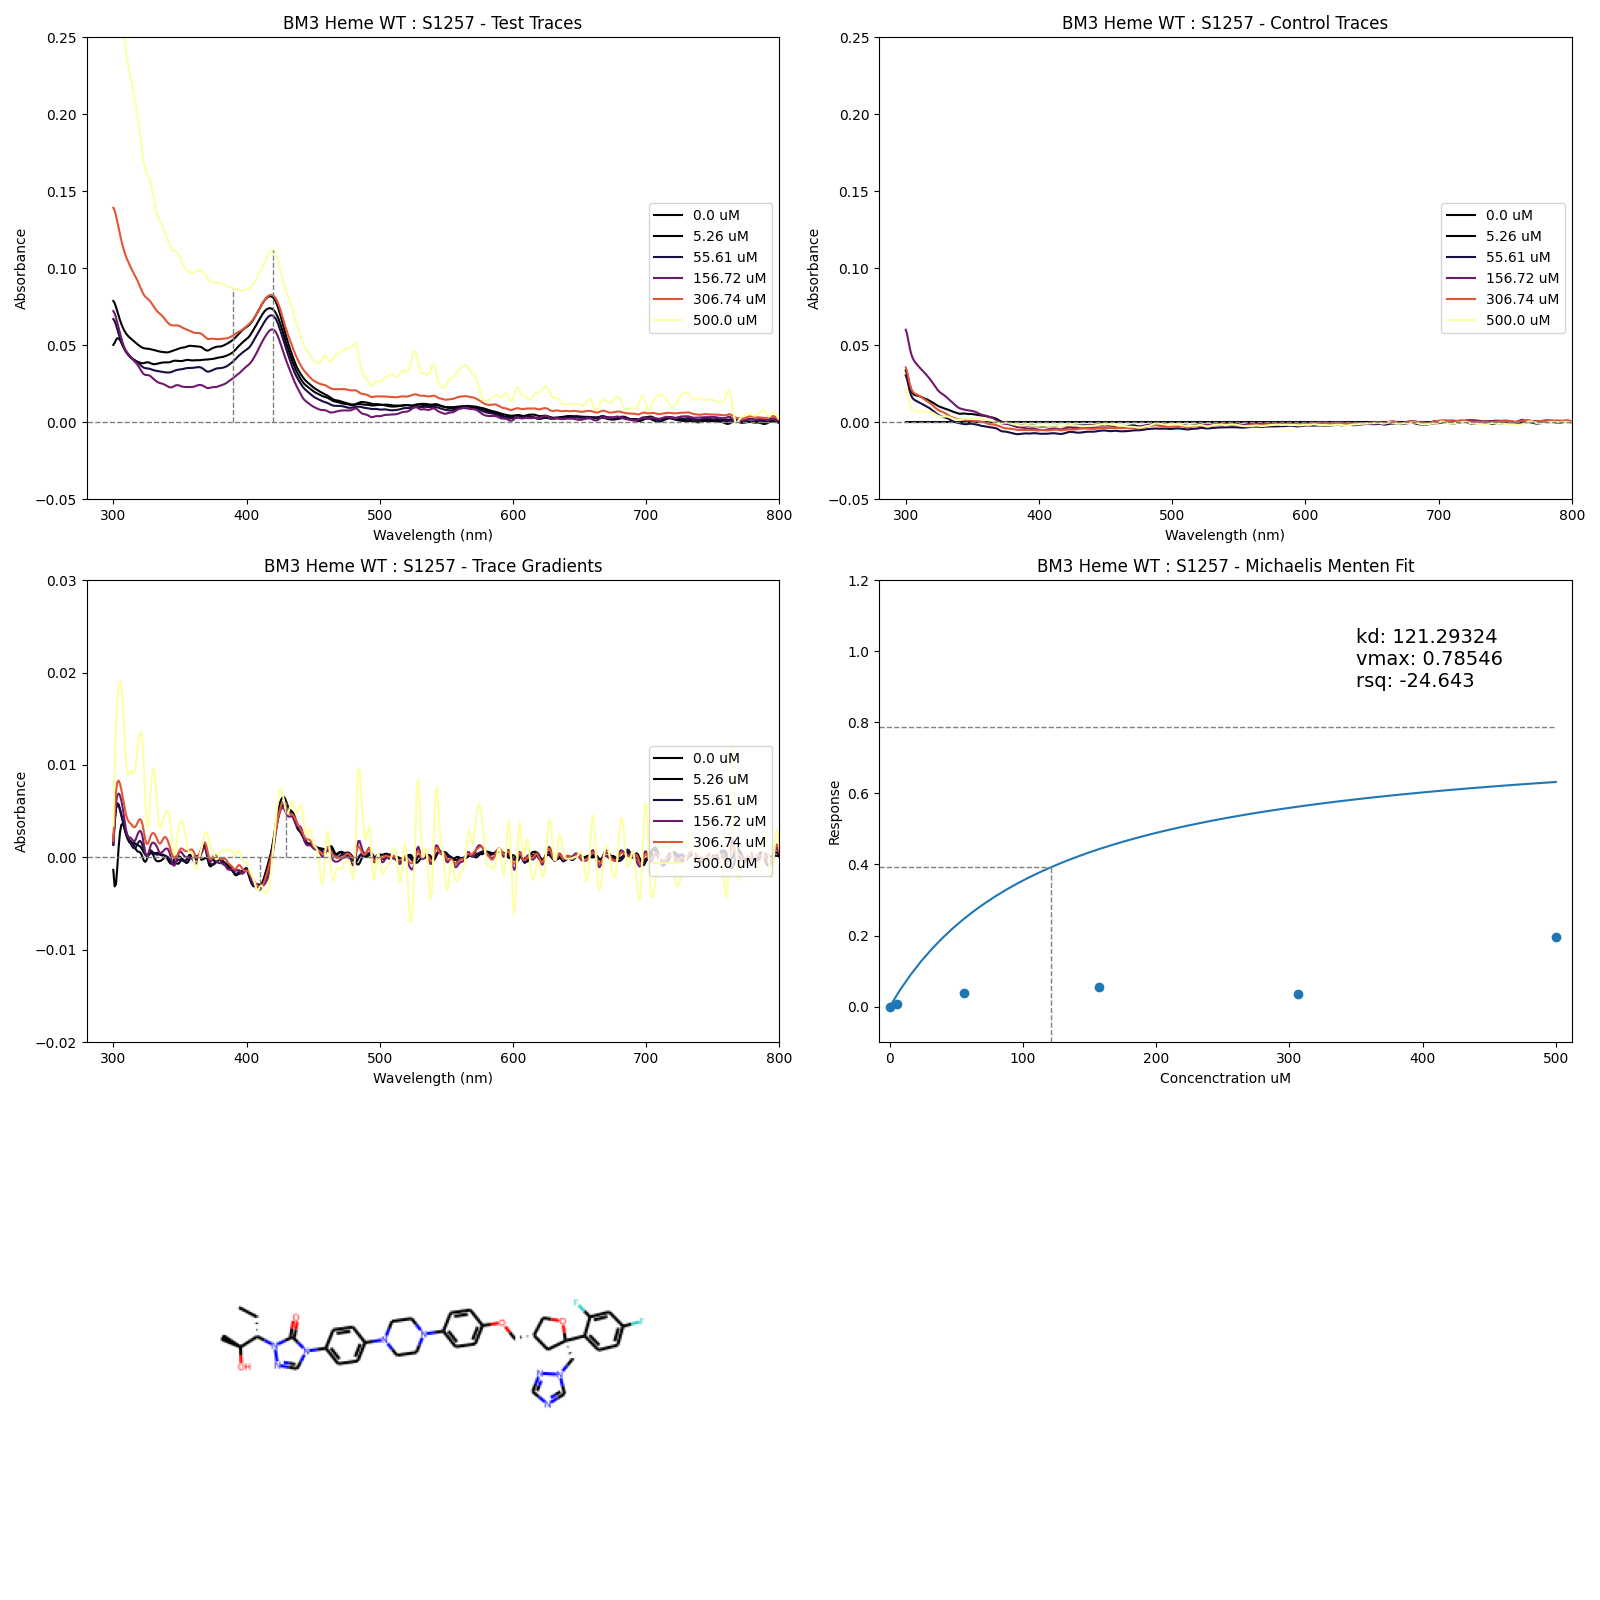 BM3 Heme WT : S1257 - Test Traces
0.25
0.20
0.15
0.10
0.05
0.00
−0.05
Absorbance
300
400
500
600
700
800
Wavelength (nm)
0.0 uM
5.26 uM
55.61 uM
156.72 uM
306.74 uM
500.0 uM
BM3 Heme WT : S1257 - Control Traces
0.25
0.20
0.15
0.10
0.05
0.00
−0.05
Absorbance
300
400
500
600
700
800
Wavelength (nm)
0.0 uM
5.26 uM
55.61 uM
156.72 uM
306.74 uM
500.0 uM
BM3 Heme WT : S1257 - Trace Gradients
0.03
0.02
0.01
0.00
−0.01
−0.02
Absorbance
300
400
500
600
700
800
Wavelength (nm)
0.0 uM
5.26 uM
55.61 uM
156.72 uM
306.74 uM
500.0 uM
BM3 Heme WT : S1257 - Michaelis Menten Fit
1.2
1.0
0.8
0.6
0.4
0.2
0.0
Response
0
100
200
300
400
500
Concenctration uM
kd: 121.29324
vmax: 0.78546
rsq: -24.643
F
F
O
O
O
N
N
N
N
N
OH
N
N
N